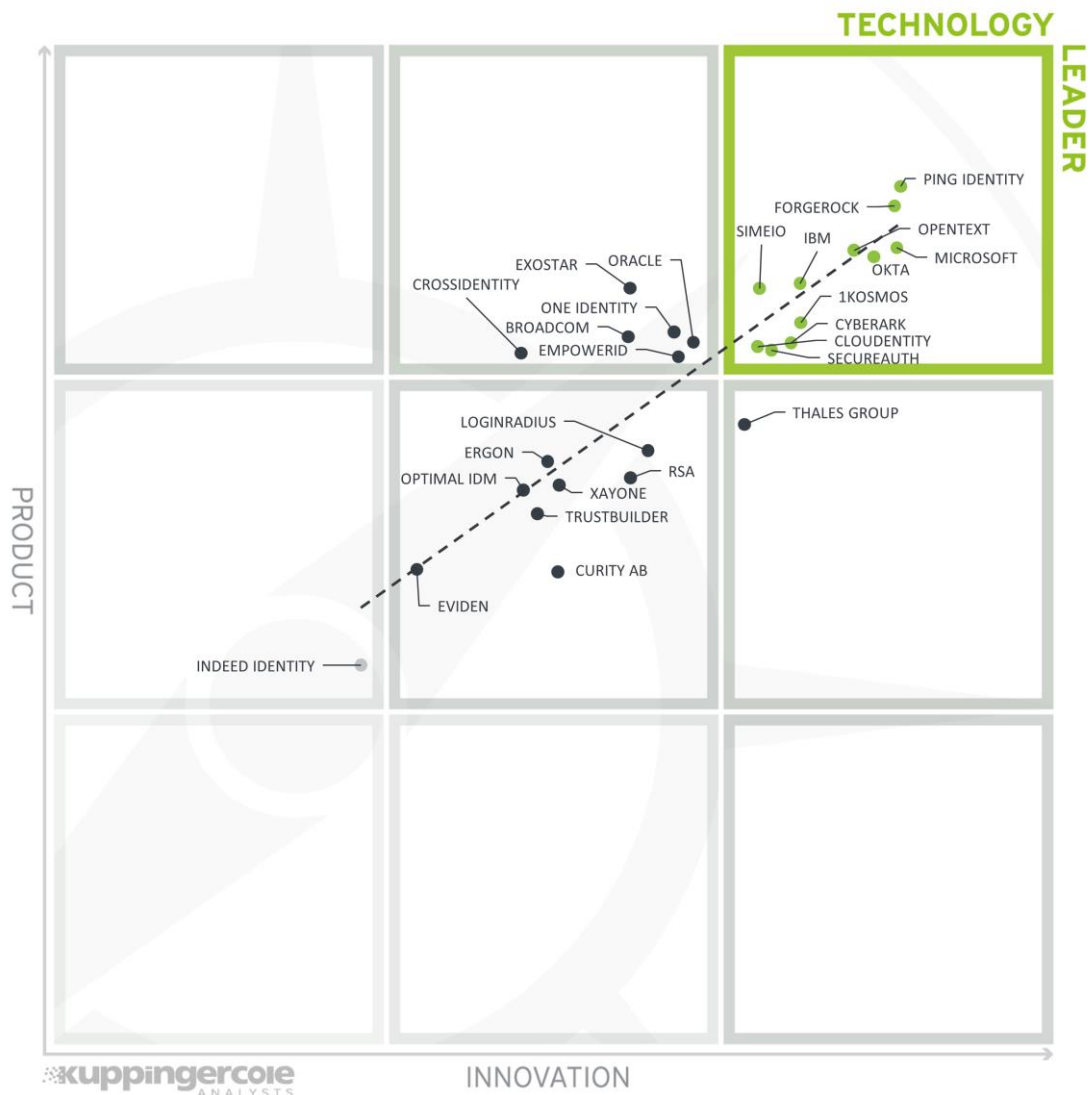 TECHNOLOGY
LEADER
PING IDENTITY
FORGEROCK
SIMEIO
OPENTEXT
IBM
MICROSOFT
OKTA
EXOSTAR
ORACLE
CROSSIDENTITY
1KOSMOS
ONE IDENTITY
BROADCOM
CYBERARK
CLOUDENTITY
EMPOWERID
SECUREAUTH
THALES GROUP
LOGINRADIUS
ERGON
RSA
OPTIMAL IDM
XAYONE
TRUSTBUILDER
PRODUCT
CURITY AB
EVIDEN
INDEED IDENTITY
kuppingercole
ANALYSTS
INNOVATION